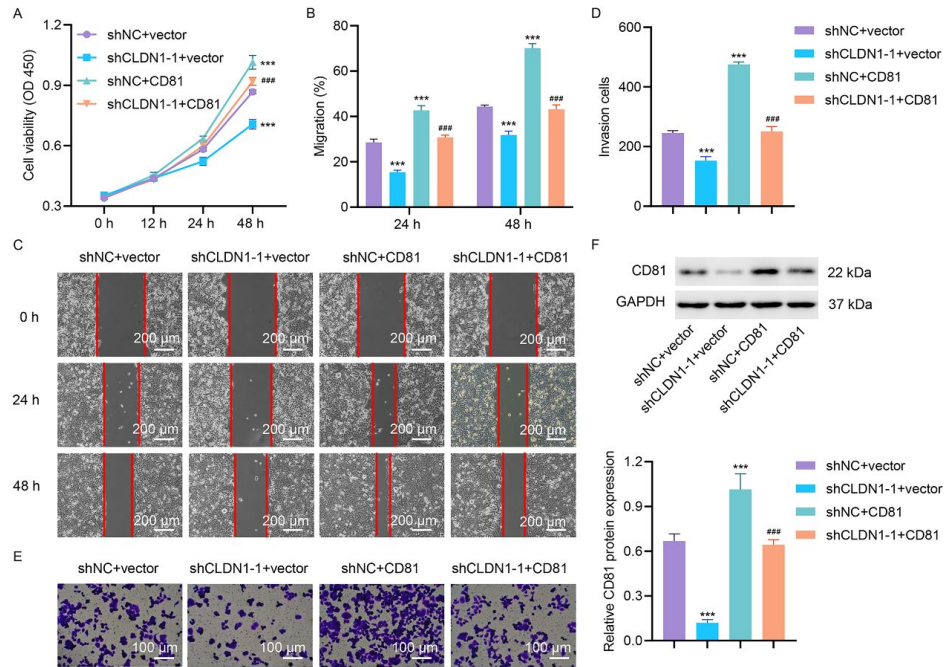 A
Cell viability (OD 450)
1.2
0.9
0.6
0.3
0 h 12 h 24 h 48 h
shNC+vector
shCLDN1-1+vector
shNC+CD81
shCLDN1-1+CD81
***
###
***
B
Migration (%)
80
60
40
20
0
*** *** ###
*** *** ###
24 h 48 h
D
Invasion cells
600
400
200
0
*** *** ###
shNC+vector
shCLDN1-1+vector
shNC+CD81
shCLDN1-1+CD81
C
shNC+vector shCLDN1-1+vector shNC+CD81 shCLDN1-1+CD81
0 h
200 µm 200 µm 200 µm 200 µm
24 h
200 µm 200 µm 200 µm 200 µm
48 h
200 µm 200 µm 200 µm 200 µm
E
shNC+vector shCLDN1-1+vector shNC+CD81 shCLDN1-1+CD81
100 µm 100 µm 100 µm 100 µm
F
CD81 22 kDa
GAPDH 37 kDa
shNC+vector shCLDN1-1+vector shNC+CD81 shCLDN1-1+CD81
Relative CD81 protein expression
1.2
0.9
0.6
0.3
0.0
*** *** ###
shNC+vector
shCLDN1-1+vector
shNC+CD81
shCLDN1-1+CD81